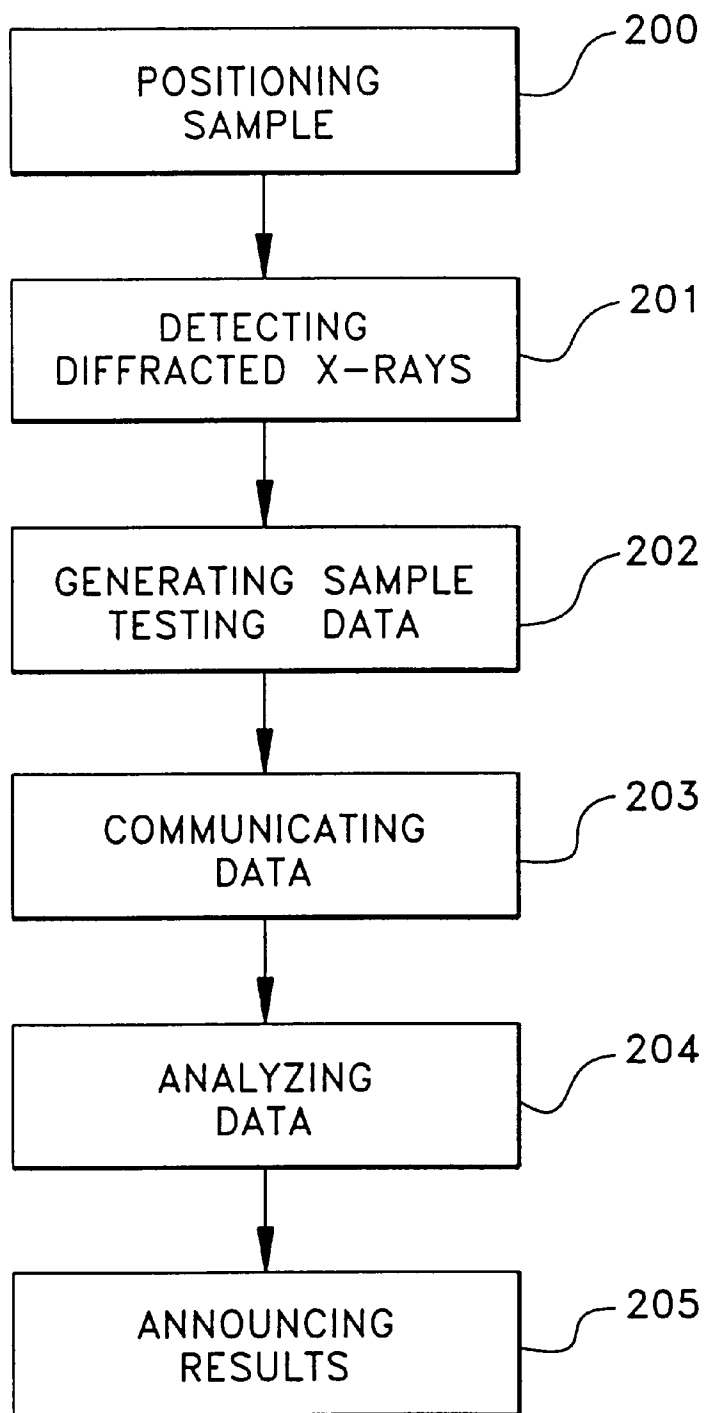 200
POSITIONING
SAMPLE
201
DETECTING
DIFFRACTED X-RAYS
202
GENERATING SAMPLE
TESTING DATA
203
COMMUNICATING
DATA
204
ANALYZING
DATA
205
ANNOUNCING
RESULTS